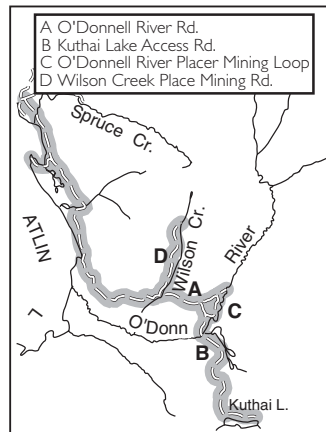 A O'Donnell River Rd.
B Kuthai Lake Access Rd.
C O'Donnell River Placer Mining Loop
D Wilson Creek Place Mining Rd.
Spruce Cr.
ATLIN
L
Wilson Cr.
River
D
A
C
O'Donn
B
Kuthai L.